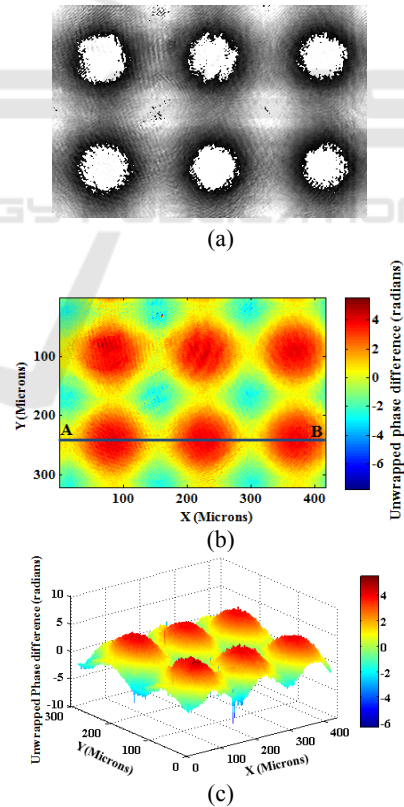 GY PUBLICATION
(a)
100
200
300
Y (Microns)
A
B
100
200
300
400
X (Microns)
4
2
0
-2
-4
-6
Unwrapped phase difference (radians)
(b)
Unwrapped Phase difference (radians)
10
5
0
-5
-10
300
200
100
0
Y(Microns)
0
100
200
300
400
X (Microns)
4
2
0
-2
-4
-6
(c)